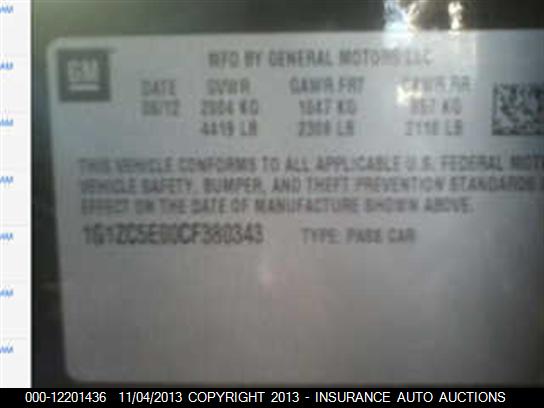 GM
MFD BY GENERAL MOTORS LLC
DATE GVWR GAWR FRT GAWR RR
06/12 2004 KG 1047 KG 957 KG
4419 LB 2309 LB 2110 LB
THIS VEHICLE CONFORMS TO ALL APPLICABLE U.S. FEDERAL MOTO
VEHICLE SAFETY, BUMPER, AND THEFT PREVENTION STANDARDS
EFFECT ON THE DATE OF MANUFACTURE SHOWN ABOVE.
1G1ZC5E00CF380343 TYPE: PASS CAR
000-12201436 11/04/2013 COPYRIGHT 2013 - INSURANCE AUTO AUCTIONS